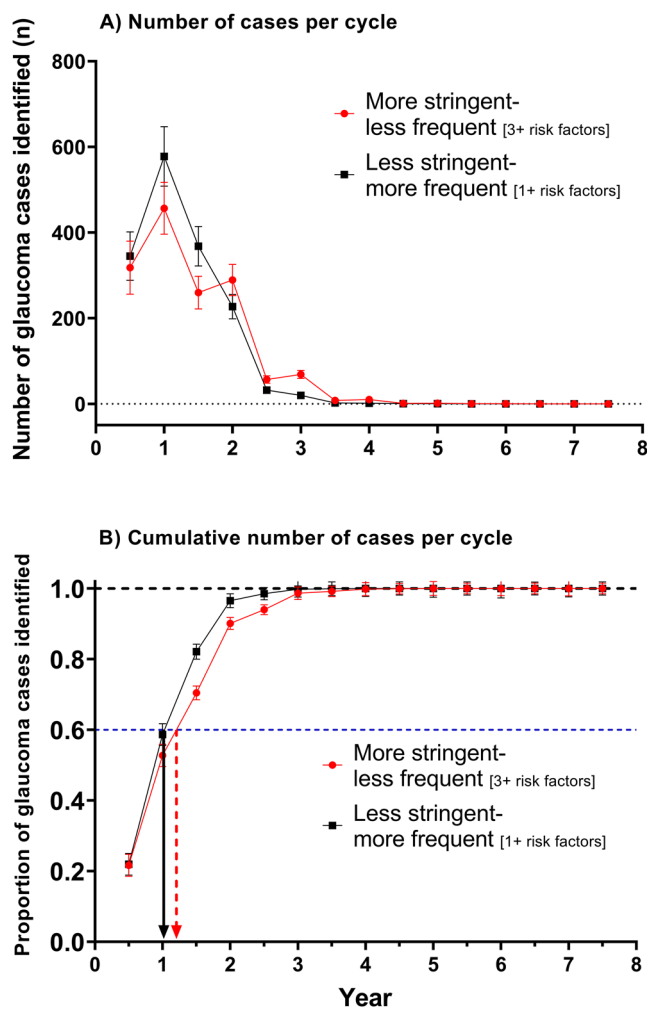 A) Number of cases per cycle
Number of glaucoma cases identified (n)
800
600
400
200
0
More stringent-
less frequent [3+ risk factors]
Less stringent-
more frequent [1+ risk factors]
0 1 2 3 4 5 6 7 8
B) Cumulative number of cases per cycle
Proportion of glaucoma cases identified
1.0
0.8
0.6
0.4
0.2
0.0
More stringent-
less frequent [3+ risk factors]
Less stringent-
more frequent [1+ risk factors]
0 1 2 3 4 5 6 7 8
Year